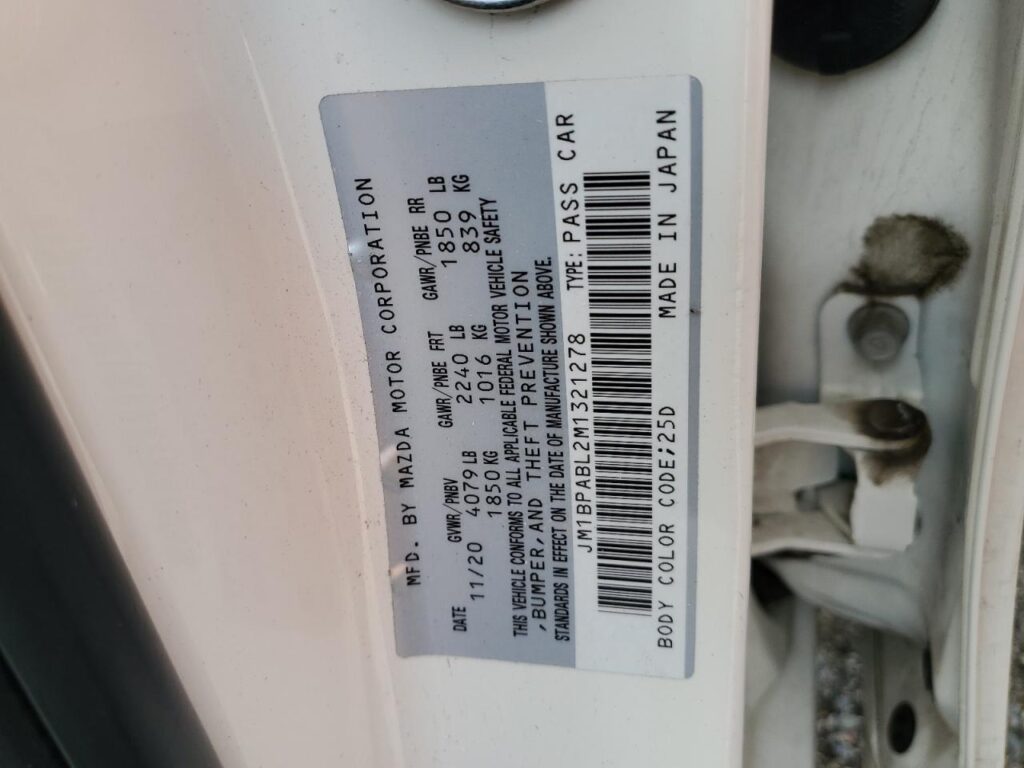 MFD. BY MAZDA MOTOR CORPORATION
DATE GVWR/PNBV GAWR/PNBE FRT GAWR/PNBE RR
11/20 4079 LB 2240 LB 1850 LB
1850 KG 1016 KG 839 KG
THIS VEHICLE CONFORMS TO ALL APPLICABLE FEDERAL MOTOR VEHICLE SAFETY
,BUMPER,AND THEFT PREVENTION
STANDARDS IN EFFECT ON THE DATE OF MANUFACTURE SHOWN ABOVE.
JM1BPABL2M1321278 TYPE: PASS CAR
BODY COLOR CODE;25D MADE IN JAPAN